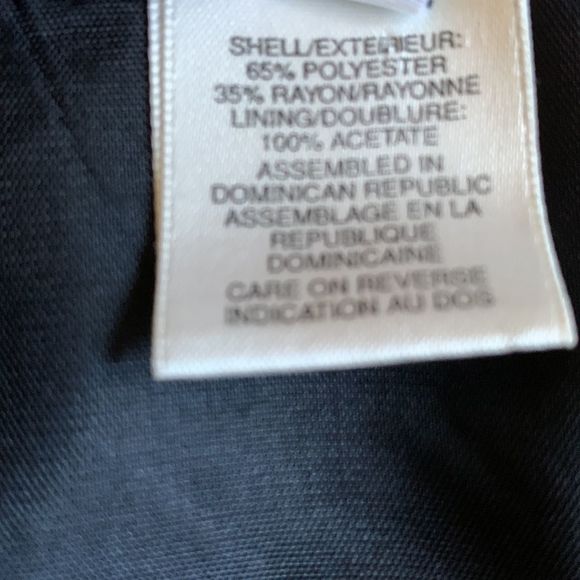 SHELL/EXTERIEUR:
65% POLYESTER
35% RAYON/RAYONNE
LINING/DOUBLURE:
100% ACETATE
ASSEMBLED IN
DOMINICAN REPUBLIC
ASSEMBLAGE EN LA
REPUBLIQUE
DOMINICAINE
CARE ON REVERSE
INDICATION AU DOS